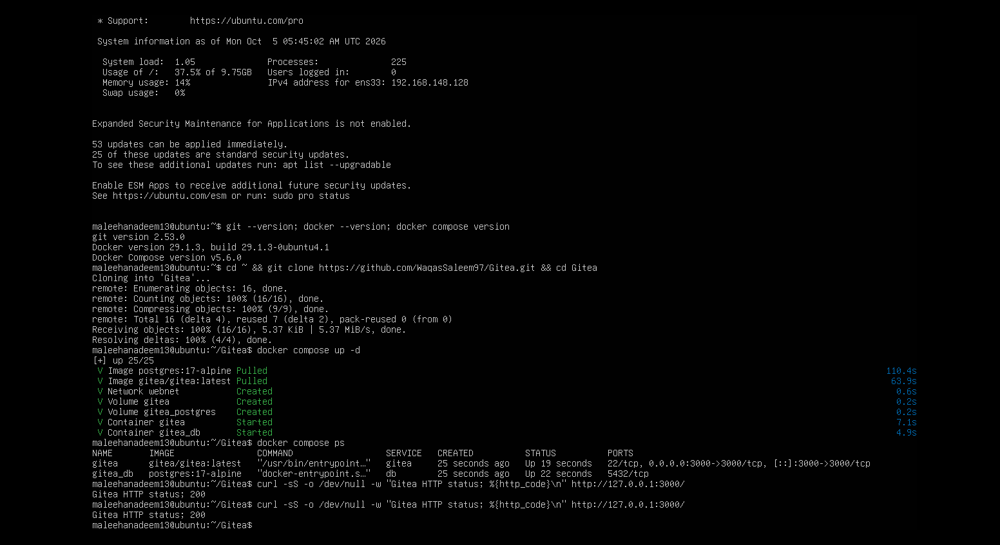 * Support:        https://ubuntu.com/pro
System information as of Mon Oct  5 05:45:02 AM UTC 2026
System load:  1.05              Processes:              225
Usage of /:   37.5% of 9.75GB   Users logged in:        0
Memory usage: 14%               IPv4 address for ens33: 192.168.148.128
Swap usage:   0%
Expanded Security Maintenance for Applications is not enabled.
53 updates can be applied immediately.
25 of these updates are standard security updates.
To see these additional updates run: apt list --upgradable
Enable ESM Apps to receive additional future security updates.
See https://ubuntu.com/esm or run: sudo pro status
maleehanadeem13@ubuntu:~$ git --version; docker --version; docker compose version
git version 2.53.0
Docker version 29.1.3, build 29.1.3-0ubuntu4.1
Docker Compose version v5.6.0
maleehanadeem13@ubuntu:~$ cd ~ && git clone https://github.com/WaqasSaleem97/Gitea.git && cd Gitea
Cloning into 'Gitea'...
remote: Enumerating objects: 16, done.
remote: Counting objects: 100% (16/16), done.
remote: Compressing objects: 100% (9/9), done.
remote: Total 16 (delta 4), reused 7 (delta 2), pack-reused 0 (from 0)
Receiving objects: 100% (16/16), 5.37 KiB | 5.37 MiB/s, done.
Resolving deltas: 100% (4/4), done.
maleehanadeem13@ubuntu:~/Gitea$ docker compose up -d
[+] up 25/25
V Image postgres:17-alpine Pulled 110.4s
V Image gitea/gitea:latest Pulled 63.9s
V Network webnet           Created 0.6s
V Volume gitea             Created 0.2s
V Volume gitea_postgres    Created 0.2s
V Container gitea          Started 7.1s
V Container gitea_db       Started 4.9s
maleehanadeem13@ubuntu:~/Gitea$ docker compose ps
NAME       IMAGE                COMMAND                  SERVICE   CREATED          STATUS          PORTS
gitea      gitea/gitea:latest   "/usr/bin/entrypoint…"   gitea     25 seconds ago   Up 19 seconds   22/tcp, 0.0.0.0:3000->3000/tcp, [::]:3000->3000/tcp
gitea_db   postgres:17-alpine   "docker-entrypoint.s…"   db        25 seconds ago   Up 22 seconds   5432/tcp
maleehanadeem13@ubuntu:~/Gitea$ curl -sS -o /dev/null -w "Gitea HTTP status; %{http_code}\n" http://127.0.0.1:3000/
Gitea HTTP status; 200
maleehanadeem13@ubuntu:~/Gitea$ curl -sS -o /dev/null -w "Gitea HTTP status; %{http_code}\n" http://127.0.0.1:3000/
Gitea HTTP status; 200
maleehanadeem13@ubuntu:~/Gitea$